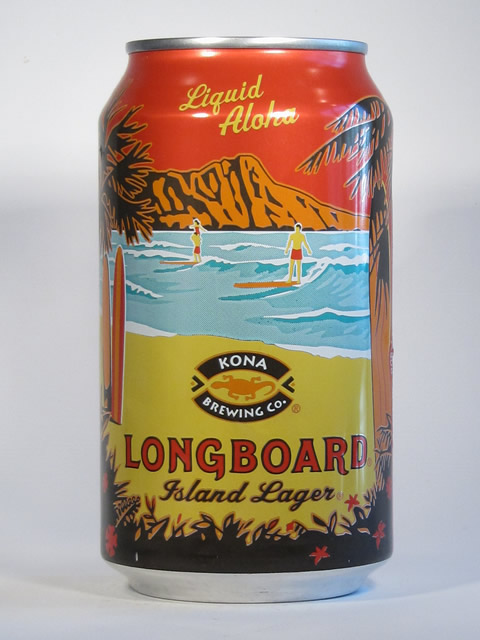 Liquid
Aloha
KONA
BREWING CO.®
LONGBOARD
Island Lager